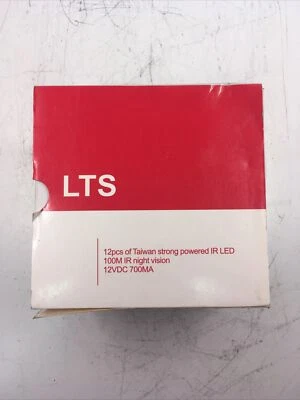 LTS
12pcs of Taiwan strong powered IR LED
100M IR night vision
12VDC 700MA